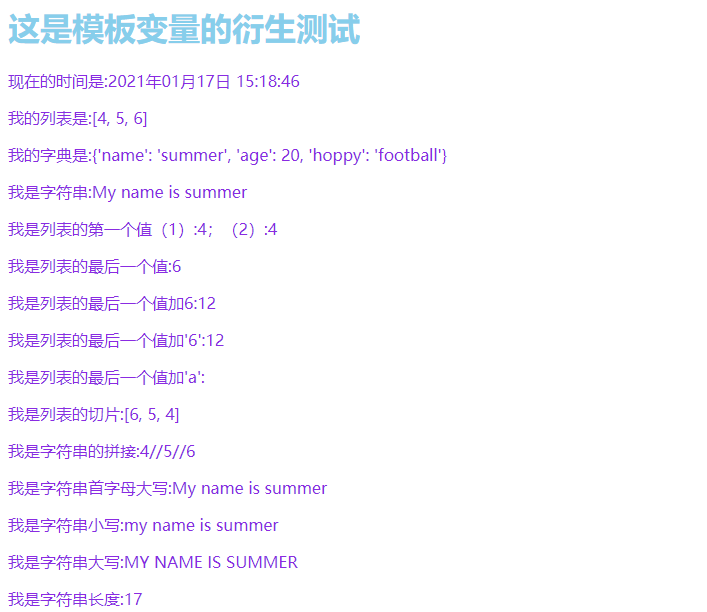 这是模板变量的衍生测试
现在的时间是:2021年01月17日 15:18:46
我的列表是:[4, 5, 6]
我的字典是:{'name': 'summer', 'age': 20, 'hoppy': 'football'}
我是字符串:My name is summer
我是列表的第一个值（1）:4；（2）:4
我是列表的最后一个值:6
我是列表的最后一个值加6:12
我是列表的最后一个值加'6':12
我是列表的最后一个值加'a':
我是列表的切片:[6, 5, 4]
我是字符串的拼接:4//5//6
我是字符串首字母大写:My name is summer
我是字符串小写:my name is summer
我是字符串大写:MY NAME IS SUMMER
我是字符串长度:17